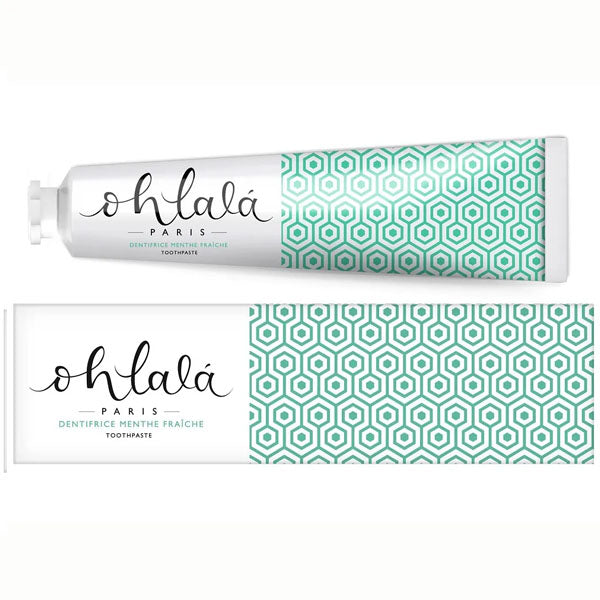 ohlalá
PARIS
DENTIFRICE MENTHE FRAÎCHE
TOOTHPASTE
ohlalá
PARIS
DENTIFRICE MENTHE FRAÎCHE
TOOTHPASTE